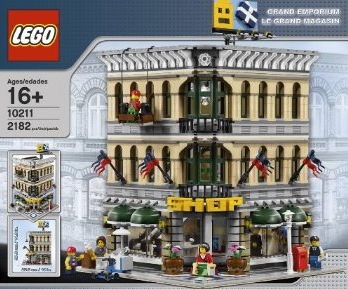 LEGO
GRAND EMPORIUM
LE GRAND MAGASIN
Ages/edades
16+
10211
2182
SHOP